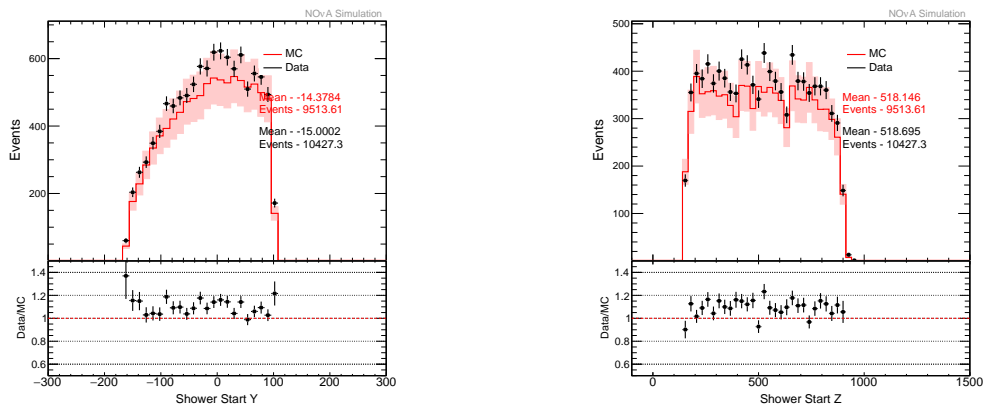 NOvA Simulation
600
400
200
Events
MC
Data
Mean - -14.3784
Events - 9513.61
Mean - -15.0002
Events - 10427.3
1.4
1.2
1
0.8
0.6
Data/MC
−300 −200 −100 0 100 200 300
Shower Start Y
NOvA Simulation
500
400
300
200
100
Events
MC
Data
Mean - 518.146
Events - 9513.61
Mean - 518.695
Events - 10427.3
1.4
1.2
1
0.8
0.6
Data/MC
0 500 1000 1500
Shower Start Z